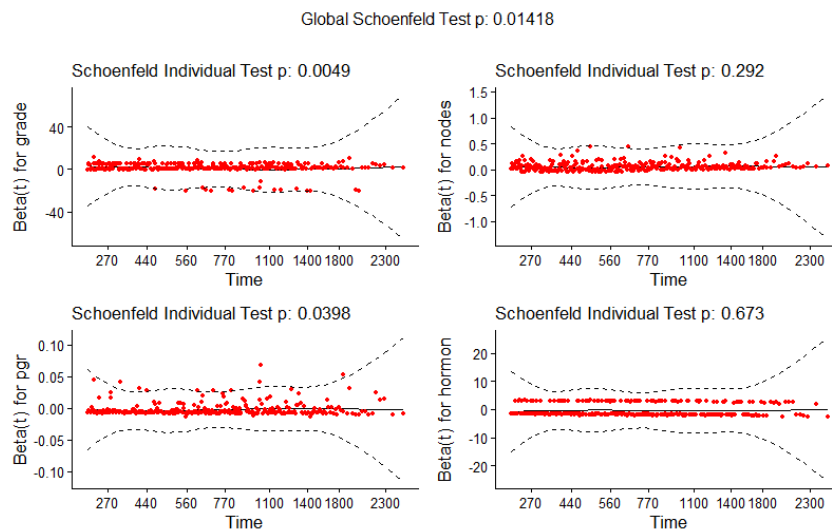 Global Schoenfeld Test p: 0.01418
Schoenfeld Individual Test p: 0.0049
Beta(t) for grade
40
0
-40
270 440 560 770 1100 1400 1800 2300
Time
Schoenfeld Individual Test p: 0.292
Beta(t) for nodes
1.5
1.0
0.5
0.0
-0.5
-1.0
270 440 560 770 1100 1400 1800 2300
Time
Schoenfeld Individual Test p: 0.0398
Beta(t) for pgr
0.10
0.05
0.00
-0.05
-0.10
270 440 560 770 1100 1400 1800 2300
Time
Schoenfeld Individual Test p: 0.673
Beta(t) for hormon
20
10
0
-10
-20
270 440 560 770 1100 1400 1800 2300
Time